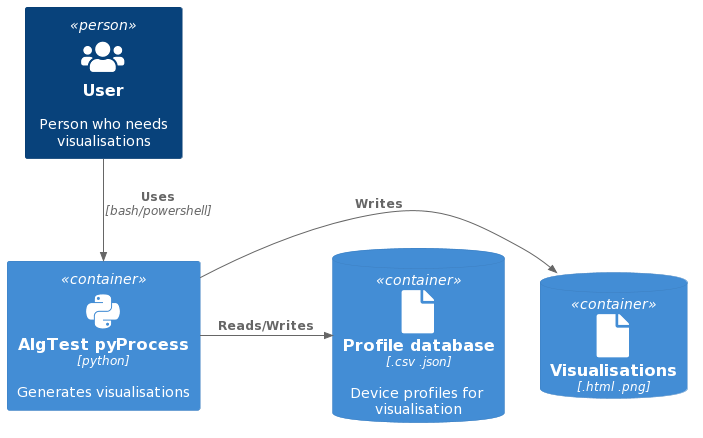 «person»
User
Person who needs
visualisations
Uses
[bash/powershell]
Writes
«container»
AlgTest pyProcess
[python]
Generates visualisations
Reads/Writes
«container»
Profile database
[.csv .json]
Device profiles for
visualisation
«container»
Visualisations
[.html .png]